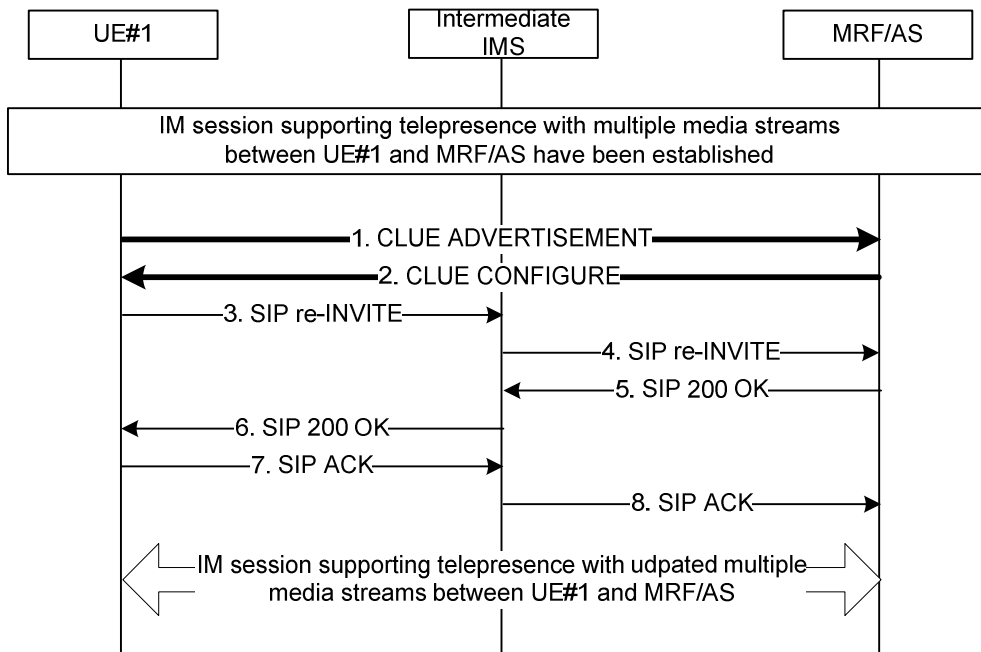 UE#1
Intermediate
IMS
MRF/AS
IM session supporting telepresence with multiple media streams
between UE#1 and MRF/AS have been established
1. CLUE ADVERTISEMENT
2. CLUE CONFIGURE
3. SIP re-INVITE
4. SIP re-INVITE
5. SIP 200 OK
6. SIP 200 OK
7. SIP ACK
8. SIP ACK
IM session supporting telepresence with udpated multiple
media streams between UE#1 and MRF/AS